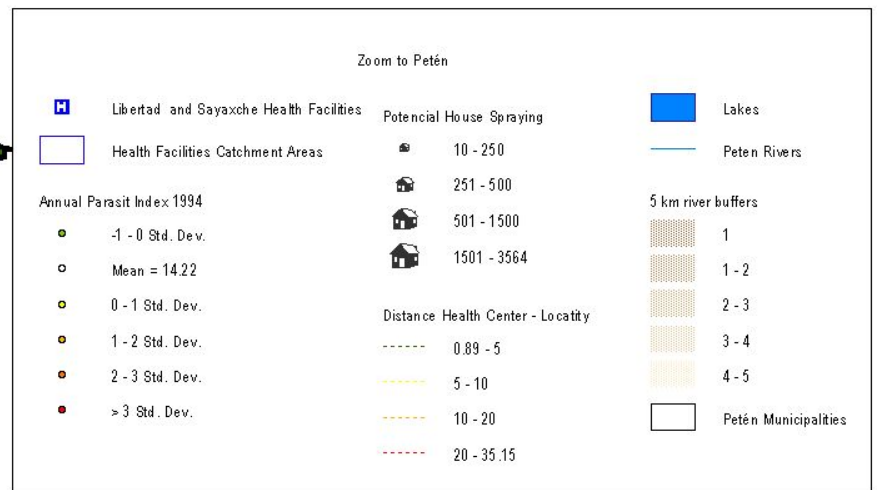 Zoom to Petén
H
Libertad and Sayaxche Health Facilities
Health Facilities Catchment Areas
Annual Parasit Index 1994
-1 - 0 Std. Dev.
Mean = 14.22
0 - 1 Std. Dev.
1 - 2 Std. Dev.
2 - 3 Std. Dev.
> 3 Std. Dev.
Potencial House Spraying
10 - 250
251 - 500
501 - 1500
1501 - 3564
Distance Health Center - Locatity
0.89 - 5
5 - 10
10 - 20
20 - 35.15
Lakes
Peten Rivers
5 km river buffers
1
1 - 2
2 - 3
3 - 4
4 - 5
Petén Municipalities